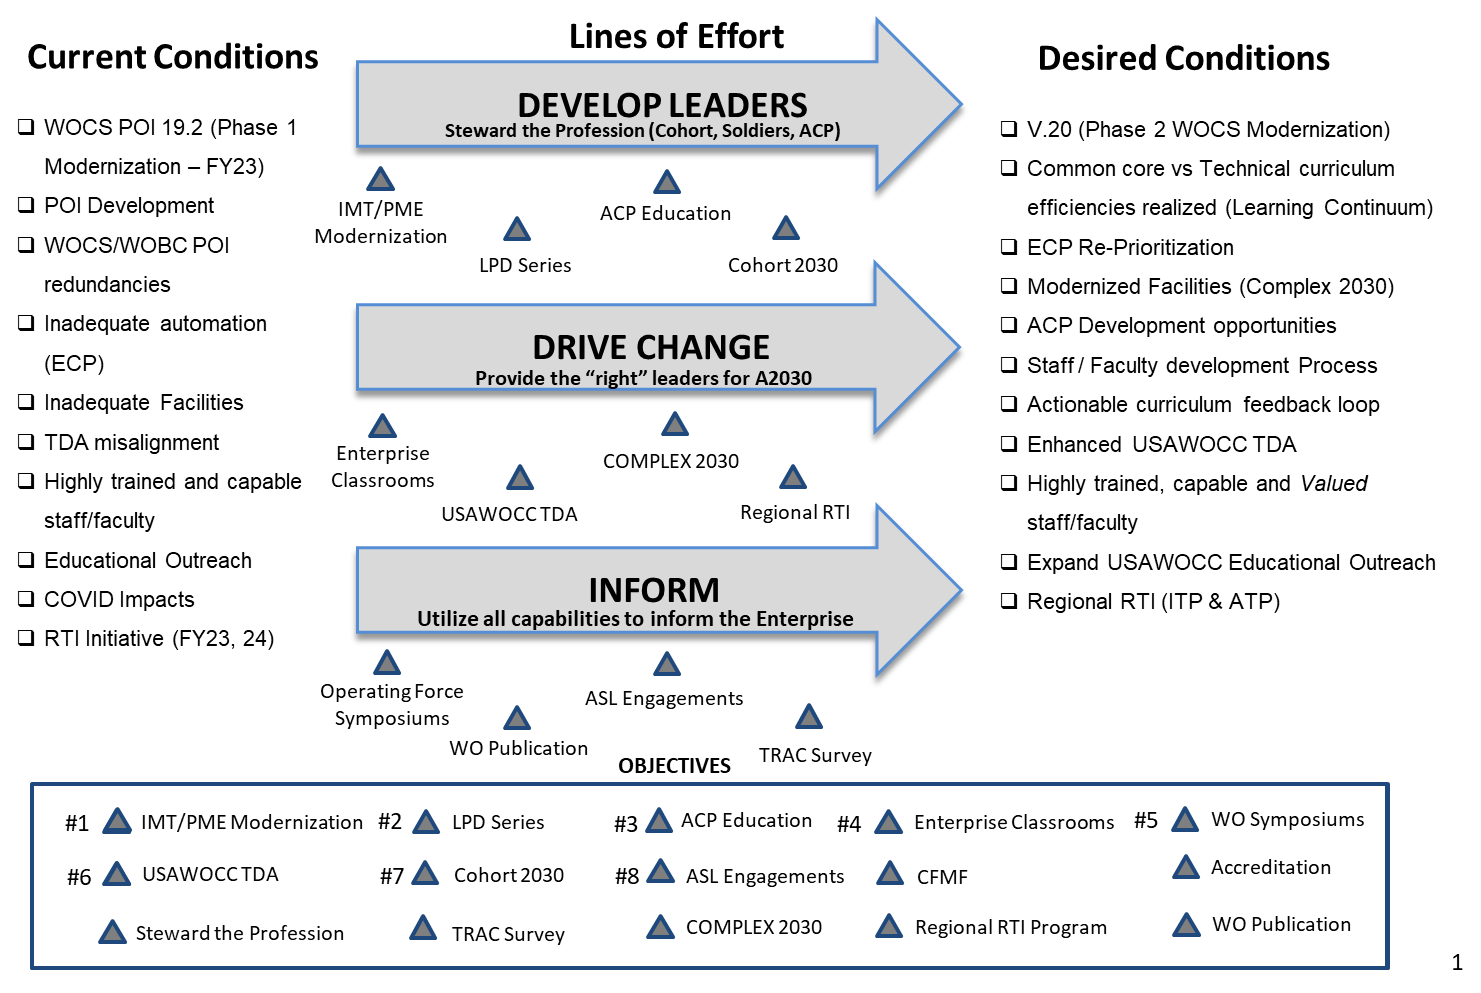 Lines of Effort
Current Conditions
Desired Conditions
WOCS POI 19.2 (Phase 1
Modernization – FY23)
POI Development
WOCS/WOBC POI
redundancies
Inadequate automation
(ECP)
Inadequate Facilities
TDA misalignment
Highly trained and capable
staff/faculty
Educational Outreach
COVID Impacts
RTI Initiative (FY23, 24)
DEVELOP LEADERS
Steward the Profession (Cohort, Soldiers, ACP)
IMT/PME
Modernization
LPD Series
ACP Education
Cohort 2030
DRIVE CHANGE
Provide the “right” leaders for A2030
Enterprise
Classrooms
USAWOCC TDA
COMPLEX 2030
Regional RTI
INFORM
Utilize all capabilities to inform the Enterprise
Operating Force
Symposiums
WO Publication
ASL Engagements
TRAC Survey
V.20 (Phase 2 WOCS Modernization)
Common core vs Technical curriculum
efficiencies realized (Learning Continuum)
ECP Re-Prioritization
Modernized Facilities (Complex 2030)
ACP Development opportunities
Staff / Faculty development Process
Actionable curriculum feedback loop
Enhanced USAWOCC TDA
Highly trained, capable and Valued
staff/faculty
Expand USAWOCC Educational Outreach
Regional RTI (ITP & ATP)
OBJECTIVES
#1 IMT/PME Modernization #2 LPD Series #3 ACP Education #4 Enterprise Classrooms #5 WO Symposiums
#6 USAWOCC TDA #7 Cohort 2030 #8 ASL Engagements CFMF Accreditation
Steward the Profession TRAC Survey COMPLEX 2030 Regional RTI Program WO Publication
1